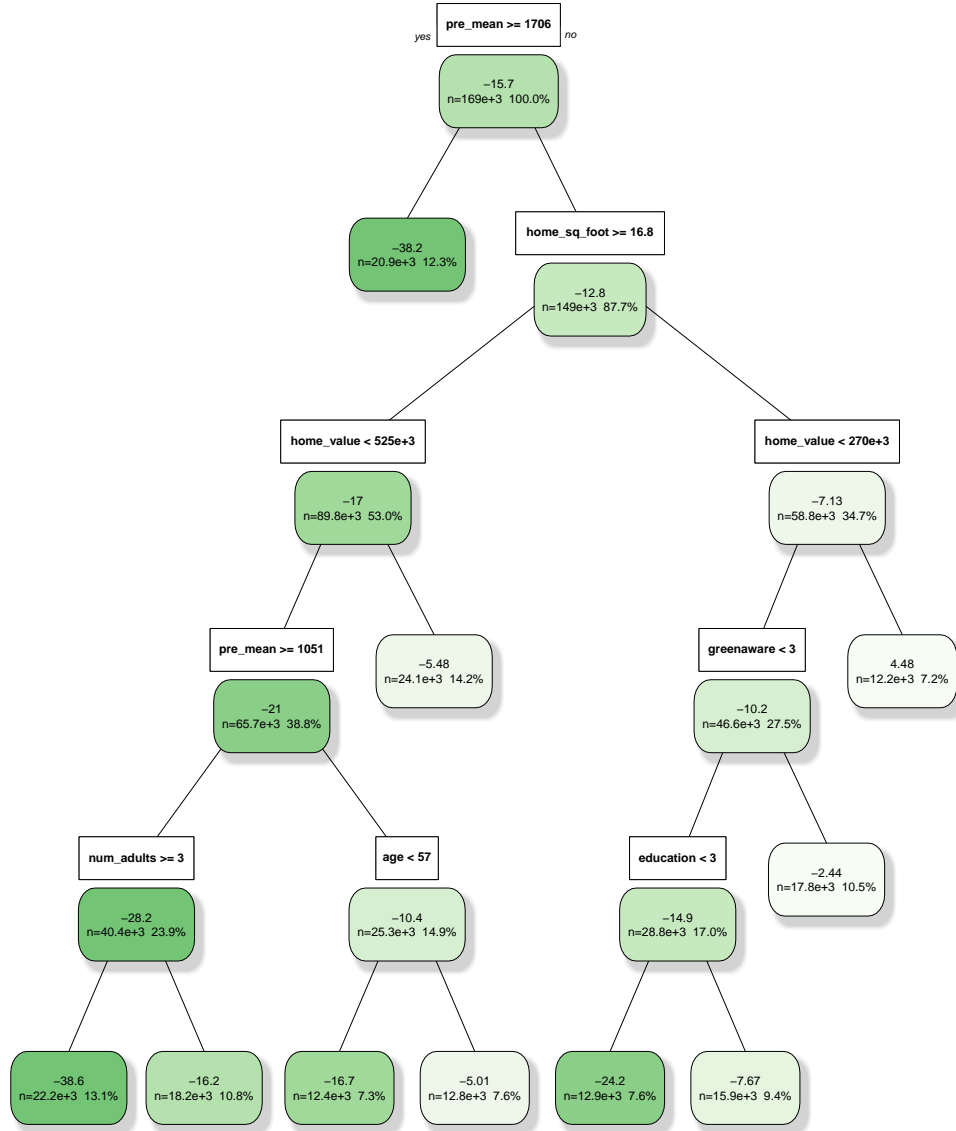 pre_mean >= 1706
yes
no
−15.7
n=169e+3 100.0%
home_sq_foot >= 16.8
−38.2
n=20.9e+3 12.3%
−12.8
n=149e+3 87.7%
home_value < 525e+3
home_value < 270e+3
−17
n=89.8e+3 53.0%
−7.13
n=58.8e+3 34.7%
pre_mean >= 1051
greenaware < 3
−5.48
n=24.1e+3 14.2%
4.48
n=12.2e+3 7.2%
−21
n=65.7e+3 38.8%
−10.2
n=46.6e+3 27.5%
num_adults >= 3
age < 57
education < 3
−2.44
n=17.8e+3 10.5%
−28.2
n=40.4e+3 23.9%
−10.4
n=25.3e+3 14.9%
−14.9
n=28.8e+3 17.0%
−38.6
n=22.2e+3 13.1%
−16.2
n=18.2e+3 10.8%
−16.7
n=12.4e+3 7.3%
−5.01
n=12.8e+3 7.6%
−24.2
n=12.9e+3 7.6%
−7.67
n=15.9e+3 9.4%